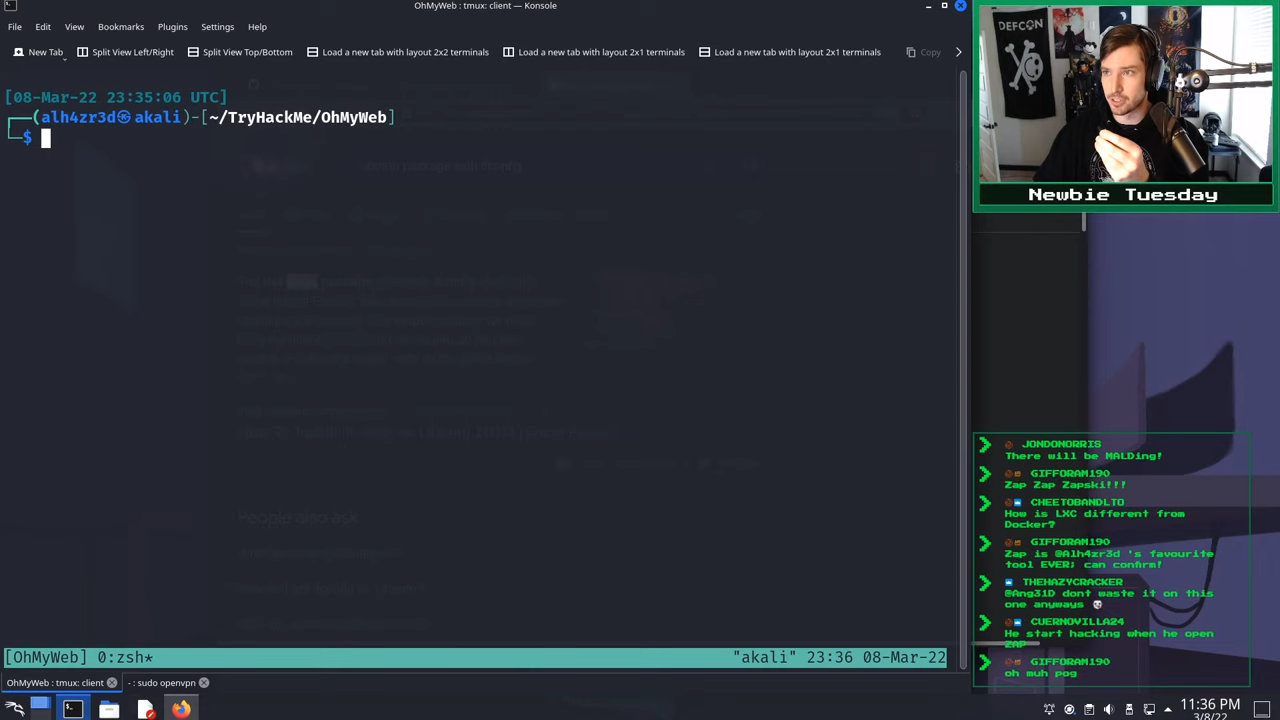 OhMyWeb : tmux: client — Konsole
File Edit View Bookmarks Plugins Settings Help
New Tab Split View Left/Right Split View Top/Bottom Load a new tab with layout 2x2 terminals Load a new tab with layout 2x1 terminals Load a new tab with layout 2x1 terminals Copy
[08-Mar-22 23:35:06 UTC]
(alh4zr3d㉿akali)-[~/TryHackMe/OhMyWeb]
$
DEFCON
Newbie Tuesday
JONDONORRIS
There will be MALDing!
GIFFORAM190
Zap Zap Zapski!!!
CHEETOBANDLTO
How is LXC different from
Docker?
GIFFORAM190
Zap is @Alh4zr3d 's favourite
tool EVER; can confirm!
THEHAZYCRACKER
@Ang31D dont waste it on this
one anyways
CUERNOVILLA24
He start hacking when he open
ZAP
GIFFORAM190
oh muh pog
[OhMyWeb] 0:zsh* "akali" 23:36 08-Mar-22
OhMyWeb : tmux: client - : sudo openvpn
11:36 PM
3/8/22